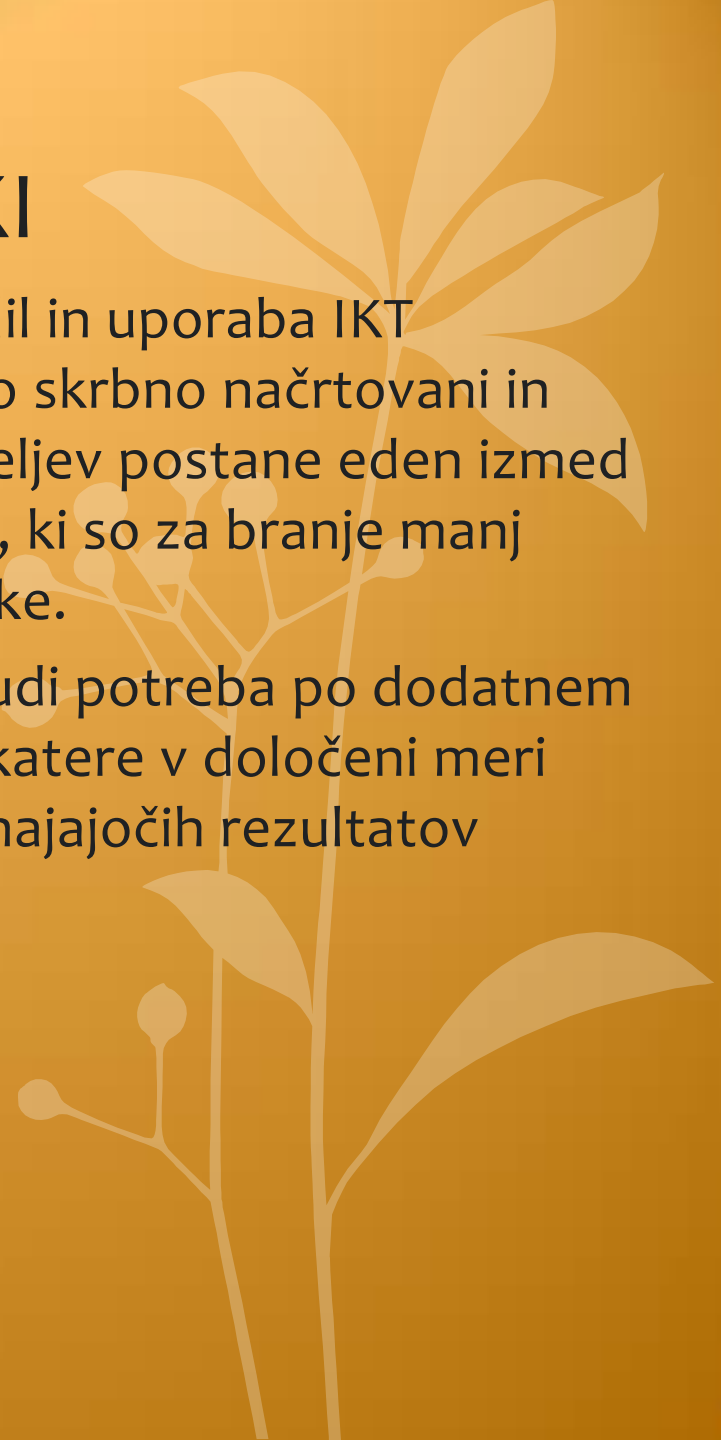 KI
il in uporaba IKT
o skrbno načrtovani in
eljev postane eden izmed
, ki so za branje manj
ke.
udi potreba po dodatnem
katere v določeni meri
najajočih rezultatov